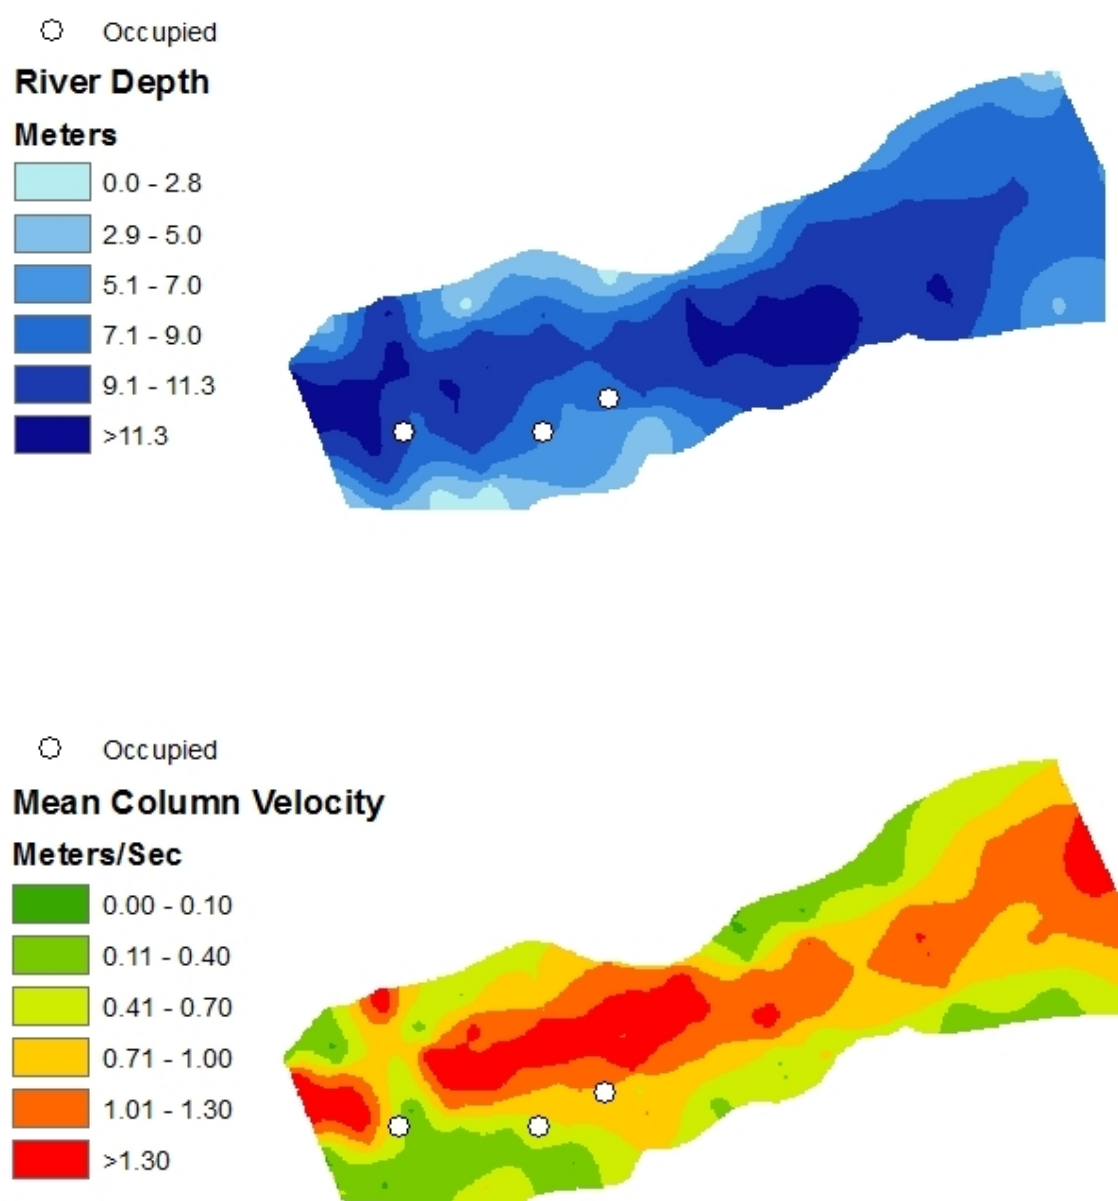 Occupied
River Depth
Meters
0.0 - 2.8
2.9 - 5.0
5.1 - 7.0
7.1 - 9.0
9.1 - 11.3
>11.3
Occupied
Mean Column Velocity
Meters/Sec
0.00 - 0.10
0.11 - 0.40
0.41 - 0.70
0.71 - 1.00
1.01 - 1.30
>1.30